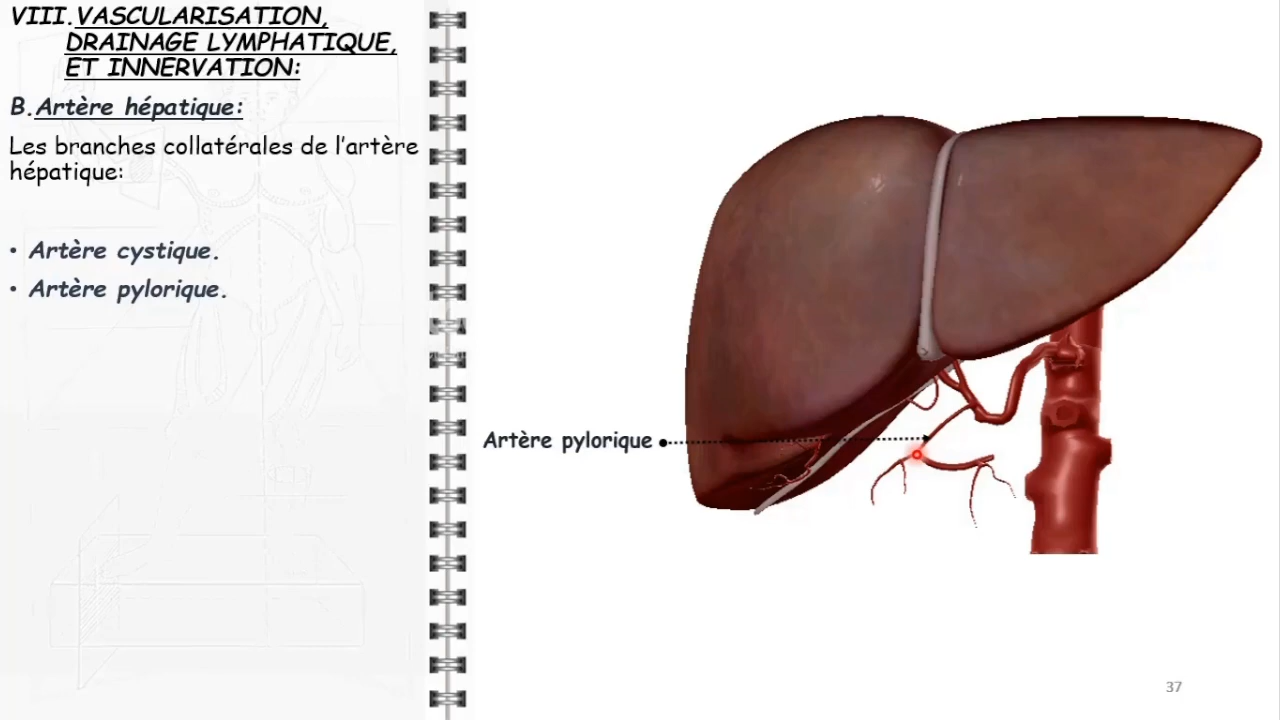 VIII. VASCULARISATION,
DRAINAGE LYMPHATIQUE,
ET INNERVATION:
B. Artère hépatique:
Les branches collatérales de l'artère
hépatique:
• Artère cystique.
• Artère pylorique.
Artère pylorique
37